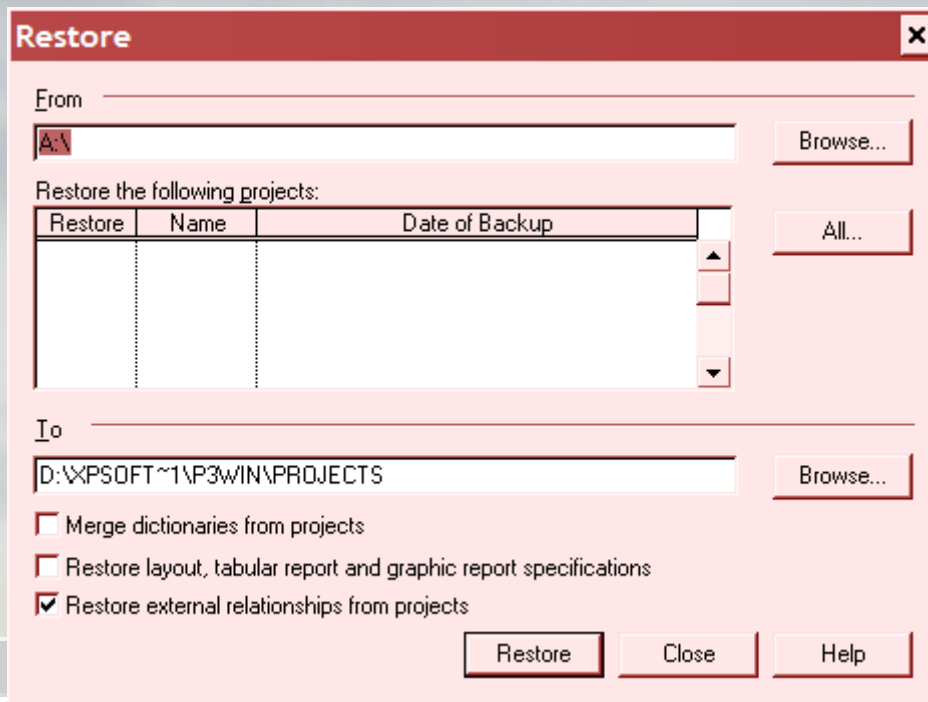 Restore
From
A:\
Browse...
Restore the following projects:
Restore Name Date of Backup
All...
To
D:\XPSOFT~1\P3WIN\PROJECTS
Browse...
Merge dictionaries from projects
Restore layout, tabular report and graphic report specifications
Restore external relationships from projects
Restore Close Help